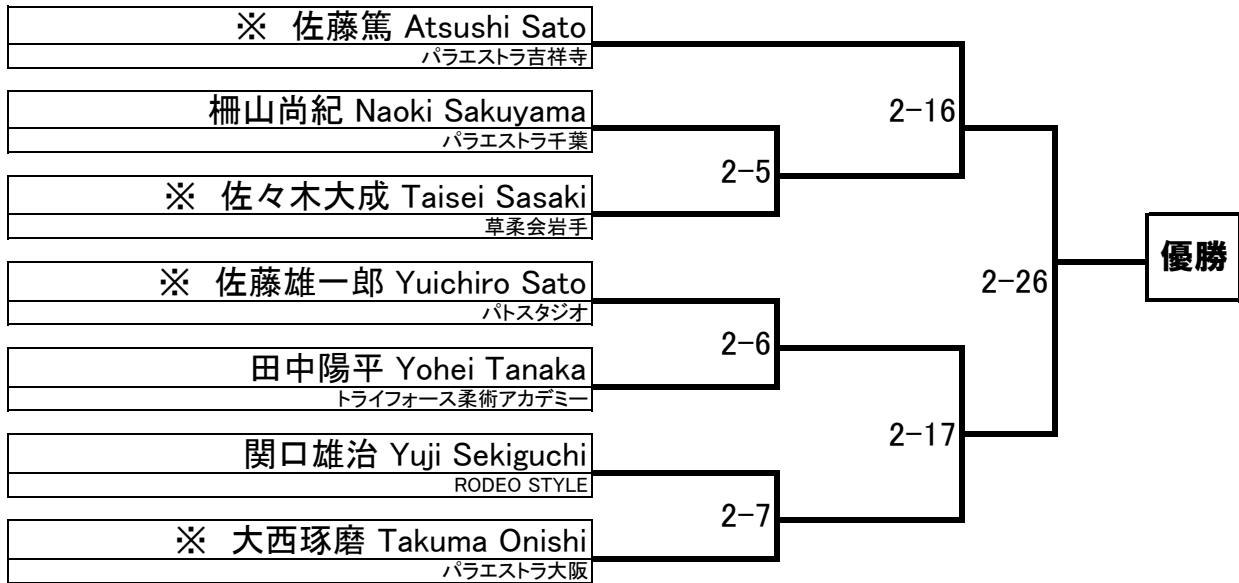 ※ 佐藤篤 Atsushi Sato
パラエストラ吉祥寺
柵山尚紀 Naoki Sakuyama
パラエストラ千葉
※ 佐々木大成 Taisei Sasaki
草柔会岩手
※ 佐藤雄一郎 Yuichiro Sato
パトスタジオ
田中陽平 Yohei Tanaka
トライフォース柔術アカデミー
関口雄治 Yuji Sekiguchi
RODEO STYLE
※ 大西琢磨 Takuma Onishi
パラエストラ大阪
2-5
2-6
2-7
2-16
2-17
2-26
優勝